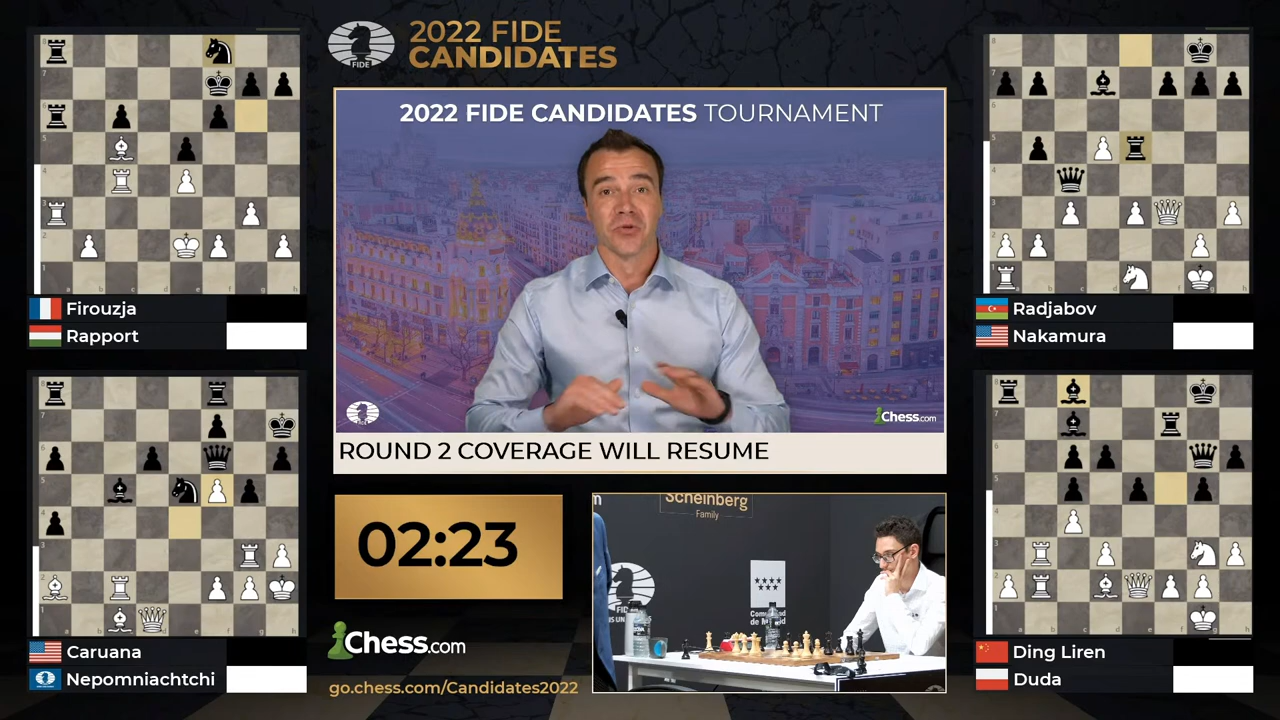 2022 FIDE
CANDIDATES
FIDE
2022 FIDE CANDIDATES TOURNAMENT
Chess.com
ROUND 2 COVERAGE WILL RESUME
Firouzja
Rapport
Radjabov
Nakamura
02:23
Scheinberg
Family
Chess.com
go.chess.com/Candidates2022
Caruana
Nepomniachtchi
Ding Liren
Duda